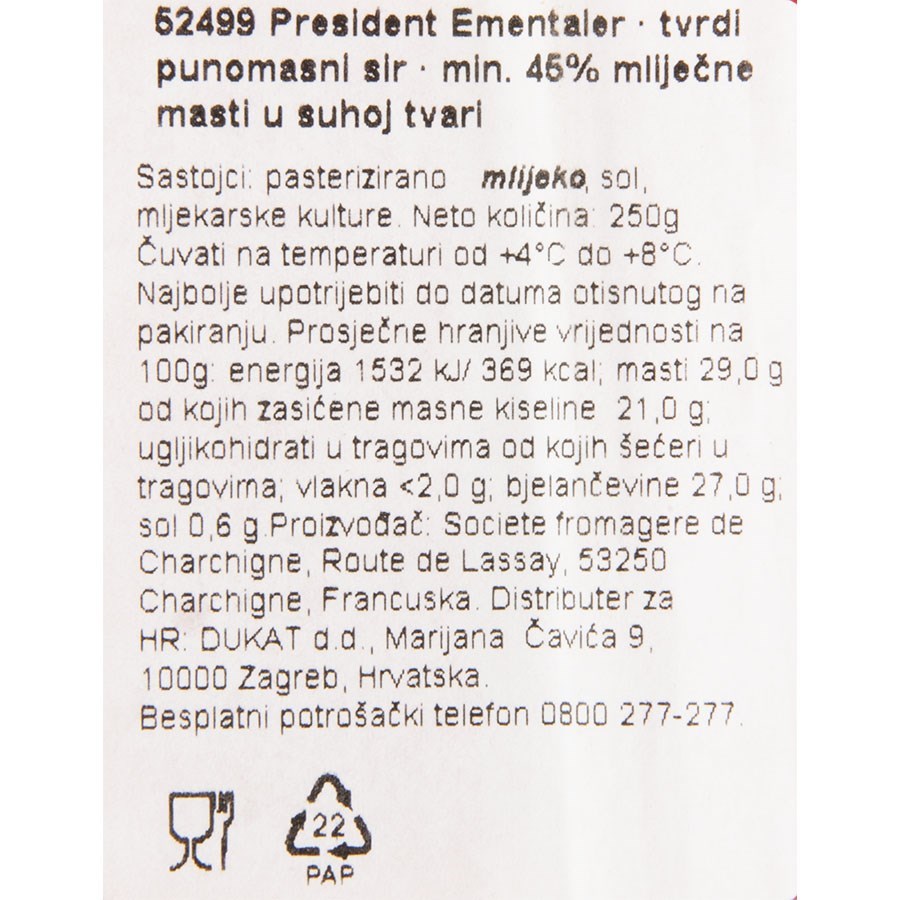 52499 President Ementaler · tvrdi
punomasni sir · min. 45% mliječne
masti u suhoj tvari
Sastojci: pasterizirano mlijeko, sol,
mljekarske kulture. Neto količina: 250g
Čuvati na temperaturi od +4°C do +8°C.
Najbolje upotrijebiti do datuma otisnutog na
pakiranju. Prosječne hranjive vrijednosti na
100g: energija 1532 kJ/ 369 kcal; masti 29,0 g
od kojih zasićene masne kiseline 21,0 g;
ugljikohidrati u tragovima od kojih šećeri u
tragovima; vlakna <2,0 g; bjelančevine 27,0 g;
sol 0,6 g.Proizvođač: Societe fromagere de
Charchigne, Route de Lassay, 53250
Charchigne, Francuska. Distributer za
HR: DUKAT d.d., Marijana Čavića 9,
10000 Zagreb, Hrvatska.
Besplatni potrošački telefon 0800 277-277.
22
PAP